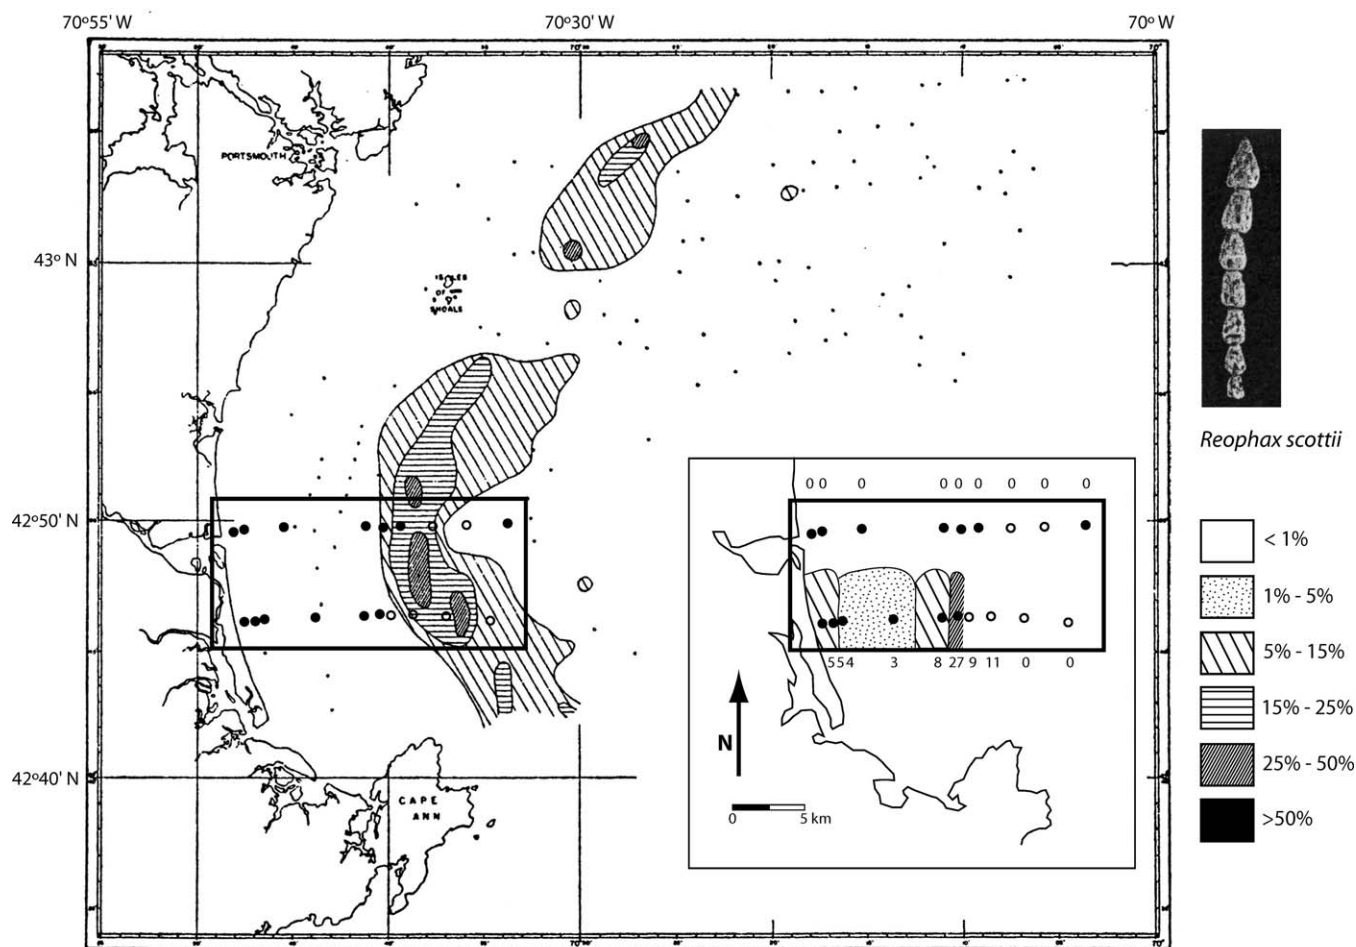 70° 55' W
70°30' W
70° W
PORTSMOUTH
43° N
ISLES
OF
SHOALS
Reophax scottii
0 0 0 0 0 0 0 0 0
42°50' N
< 1%
1% - 5%
5% - 15%
15% - 25%
25% - 50%
>50%
5 5 4 3 8 27 9 11 0 0
N
0 5 km
42°40' N
CAPE
ANN